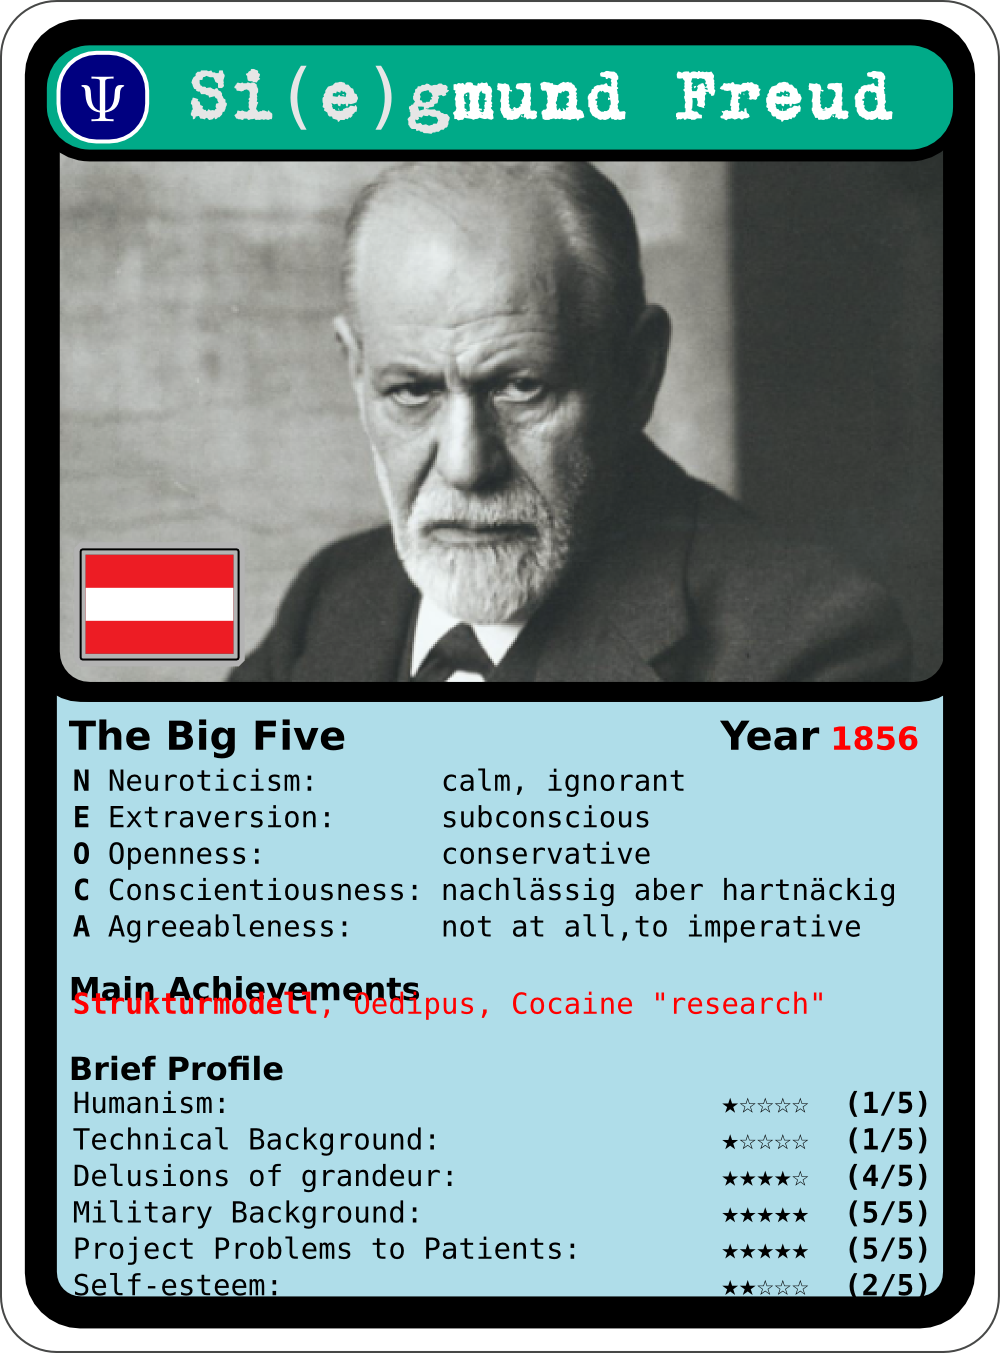 Ψ Si(e)gmund Freud
The Big Five Year 1856
N Neuroticism: calm, ignorant
E Extraversion: subconscious
O Openness: conservative
C Conscientiousness: nachlässig aber hartnäckig
A Agreeableness: not at all,to imperative
Main Achievements
Strukturmodell, Oedipus, Cocaine "research"
Brief Profile
Humanism: ★☆☆☆☆ (1/5)
Technical Background: ★☆☆☆☆ (1/5)
Delusions of grandeur: ★★★★☆ (4/5)
Military Background: ★★★★★ (5/5)
Project Problems to Patients: ★★★★★ (5/5)
Self-esteem: ★★☆☆☆ (2/5)